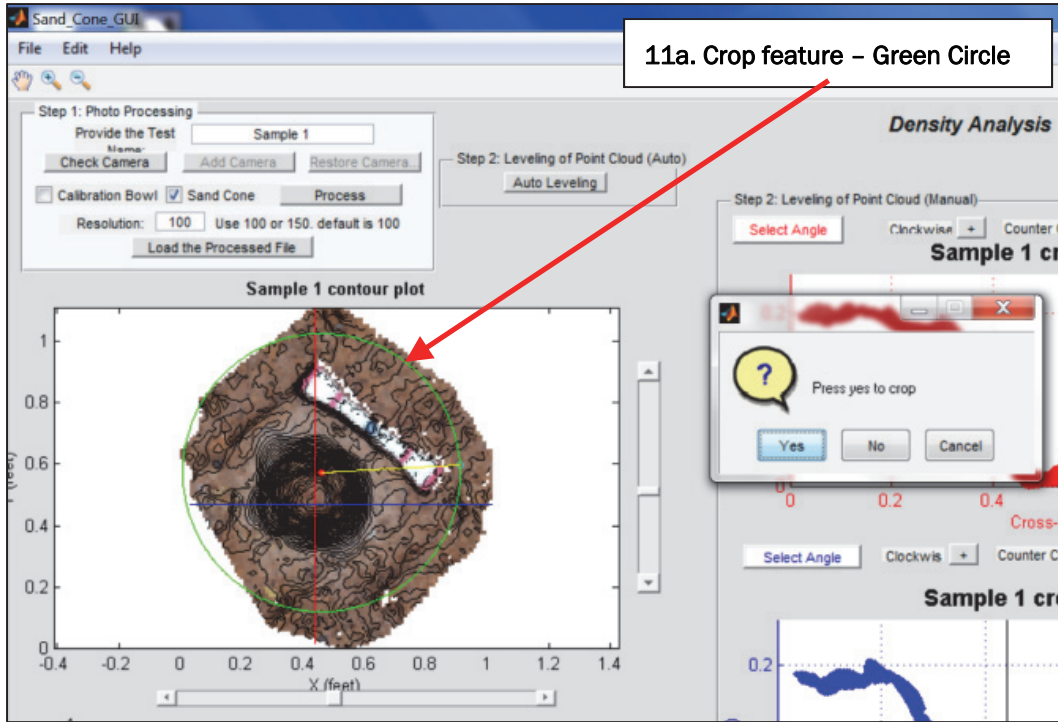 Sand_Cone_GUI
File Edit Help
11a. Crop feature – Green Circle
Step 1: Photo Processing
Provide the Test
Name:
Sample 1
Check Camera Add Camera Restore Camera...
Calibration Bowl Sand Cone Process
Resolution: 100 Use 100 or 150. default is 100
Load the Processed File
Step 2: Leveling of Point Cloud (Auto)
Auto Leveling
Density Analysis
Step 2: Leveling of Point Cloud (Manual)
Select Angle Clockwise + Counter C
Sample 1 cr
0.2
?
Press yes to crop
Yes No Cancel
0 0.2 0.4
Cross-
Select Angle Clockwis + Counter C
Sample 1 cro
0.2
Sample 1 contour plot
1
0.8
0.6
0.4
0.2
0
Y (feet)
-0.4 -0.2 0 0.2 0.4 0.6 0.8 1 1.2 1.4
X (feet)